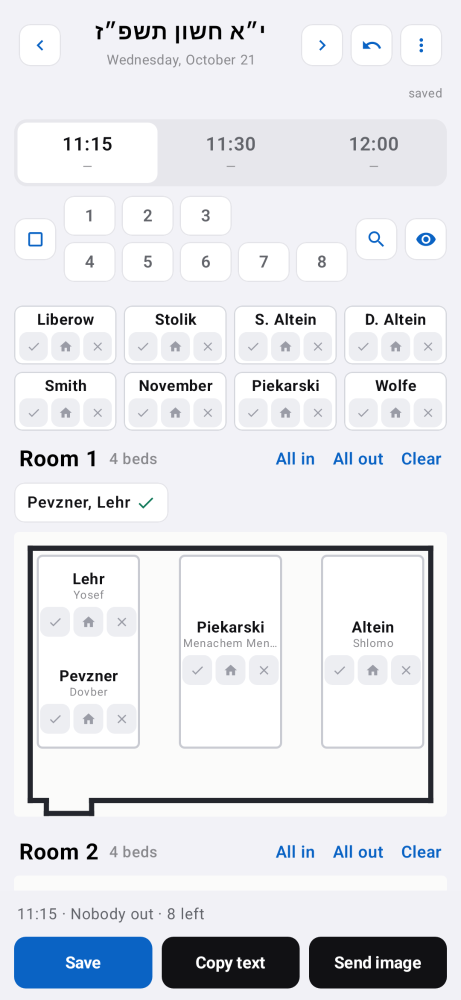 י״א חשון תשפ״ז
Wednesday, October 21
saved
11:15 11:30 12:00
– – –
1 2 3
4 5 6 7 8
Liberow Stolik S. Altein D. Altein
Smith November Piekarski Wolfe
Room 1 4 beds All in All out Clear
Pevzner, Lehr
Lehr
Yosef
Pevzner
Dovber
Piekarski
Menachem Men...
Altein
Shlomo
Room 2 4 beds All in All out Clear
11:15 · Nobody out · 8 left
Save Copy text Send image